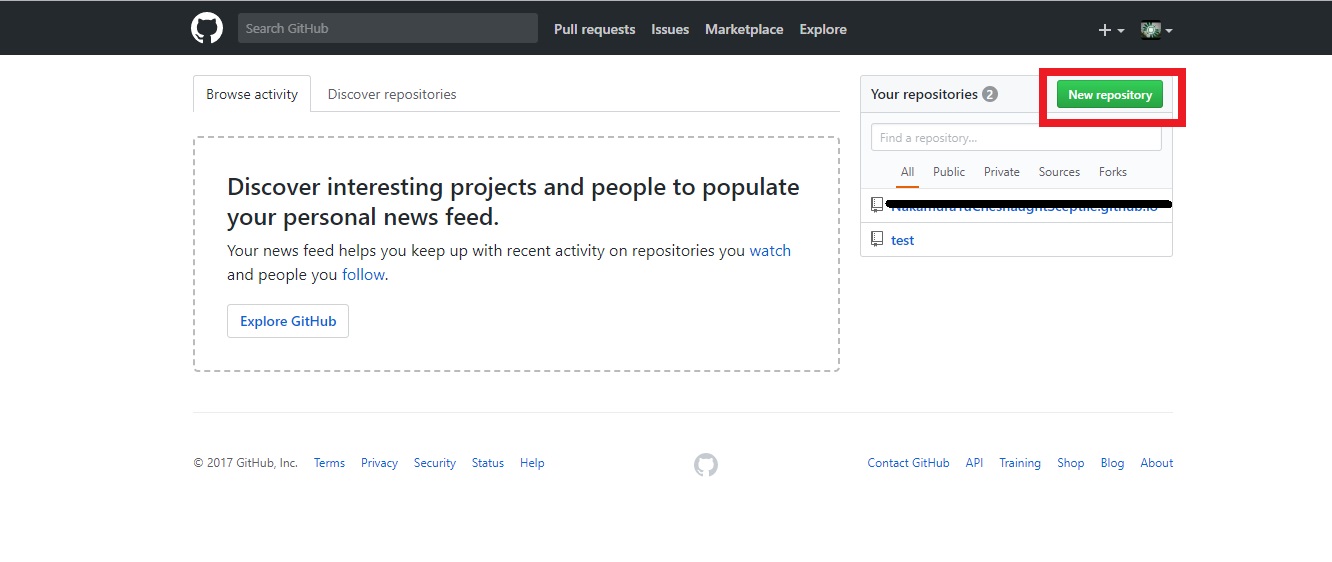 Search GitHub
Pull requests
Issues
Marketplace
Explore
Browse activity
Discover repositories
Discover interesting projects and people to populate
your personal news feed.
Your news feed helps you keep up with recent activity on repositories you watch
and people you follow.
Explore GitHub
Your repositories 2
New repository
Find a repository...
All
Public
Private
Sources
Forks
test
© 2017 GitHub, Inc.
Terms
Privacy
Security
Status
Help
Contact GitHub
API
Training
Shop
Blog
About